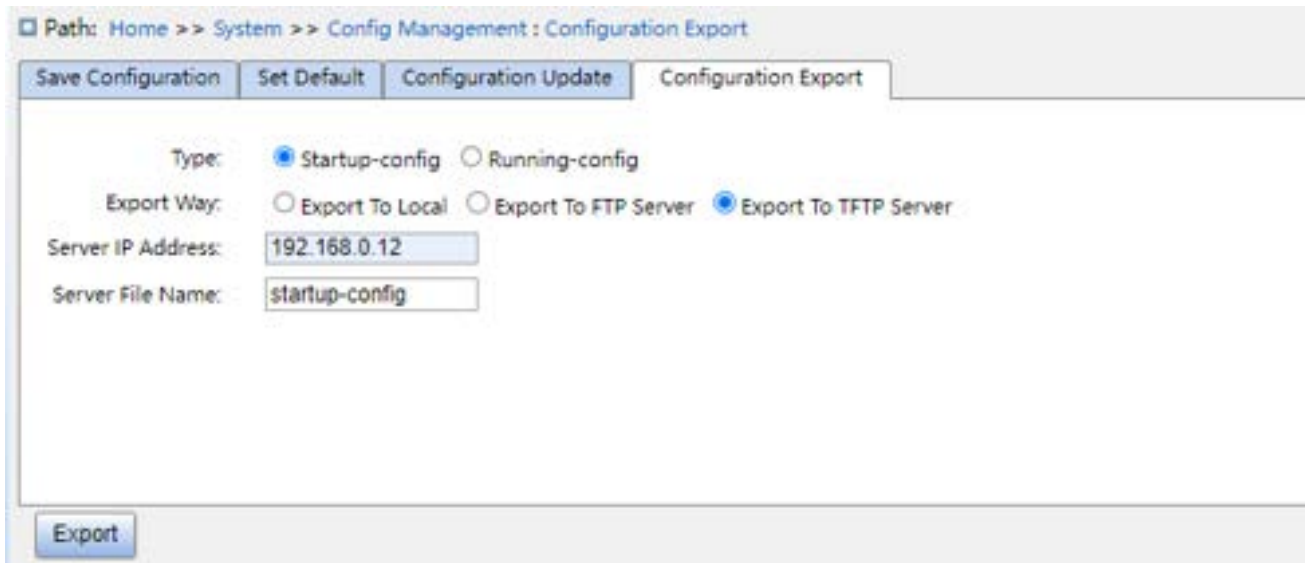 Path: Home >> System >> Config Management : Configuration Export
Save Configuration Set Default Configuration Update Configuration Export
Type: Startup-config Running-config
Export Way: Export To Local Export To FTP Server Export To TFTP Server
Server IP Address: 192.168.0.12
Server File Name: startup-config
Export